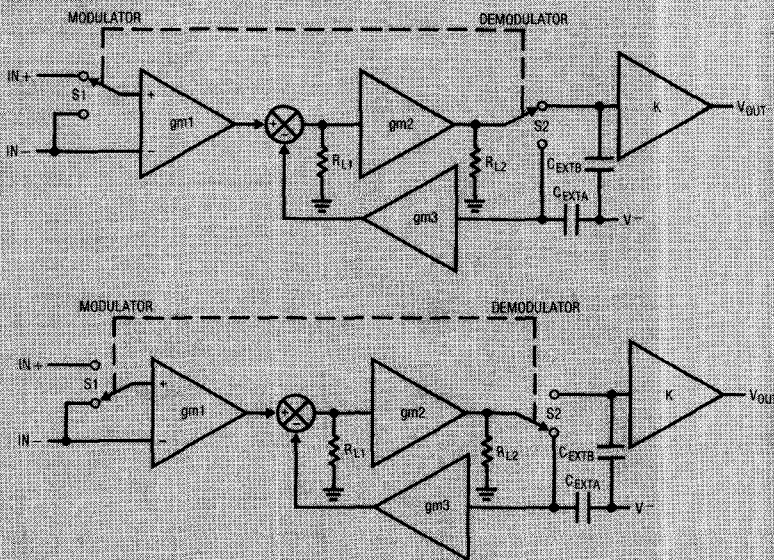 MODULATOR
DEMODULATOR
IN+
S1
+
gm1
+
−
gm2
S2
K
VOUT
IN−
−
RL1
RL2
CEXTB
CEXTA
gm3
V−
MODULATOR
DEMODULATOR
IN+
S1
+
gm1
+
−
gm2
S2
K
VOUT
IN−
−
RL1
RL2
CEXTB
CEXTA
gm3
V−